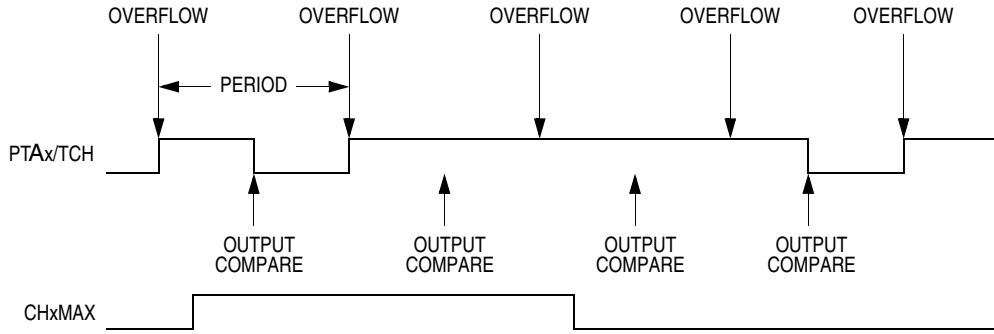 OVERFLOW OVERFLOW OVERFLOW OVERFLOW OVERFLOW
PERIOD
PTAx/TCH
OUTPUT OUTPUT OUTPUT OUTPUT
COMPARE COMPARE COMPARE COMPARE
CHxMAX